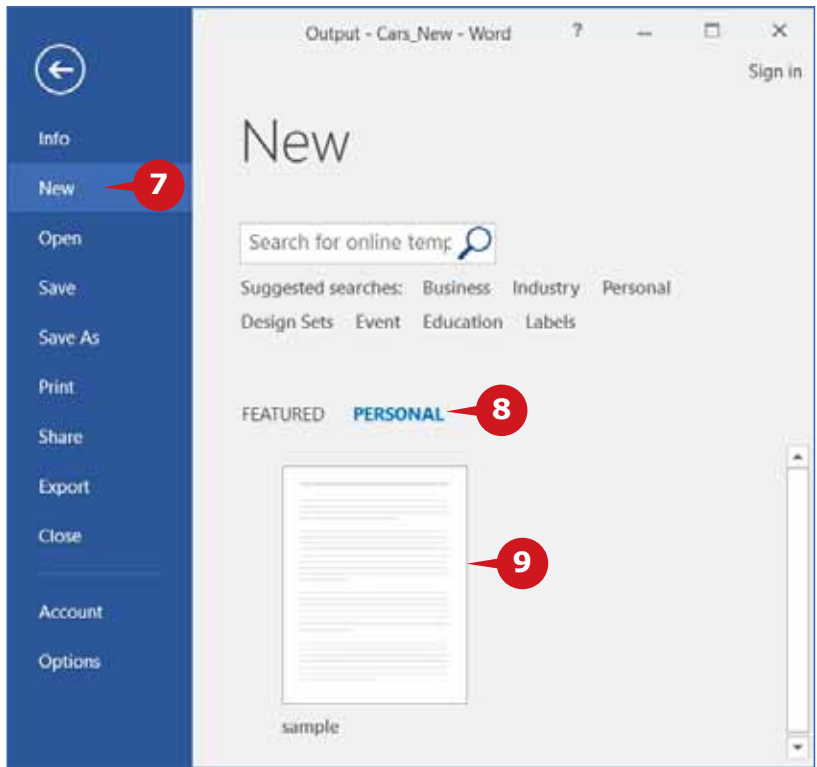 Output - Cars_New - Word ?
Sign in
Info
New 7
Open
Save
Save As
Print
Share
Export
Close
Account
Options
New
Search for online temp
Suggested searches: Business Industry Personal
Design Sets Event Education Labels
FEATURED PERSONAL 8
9
sample